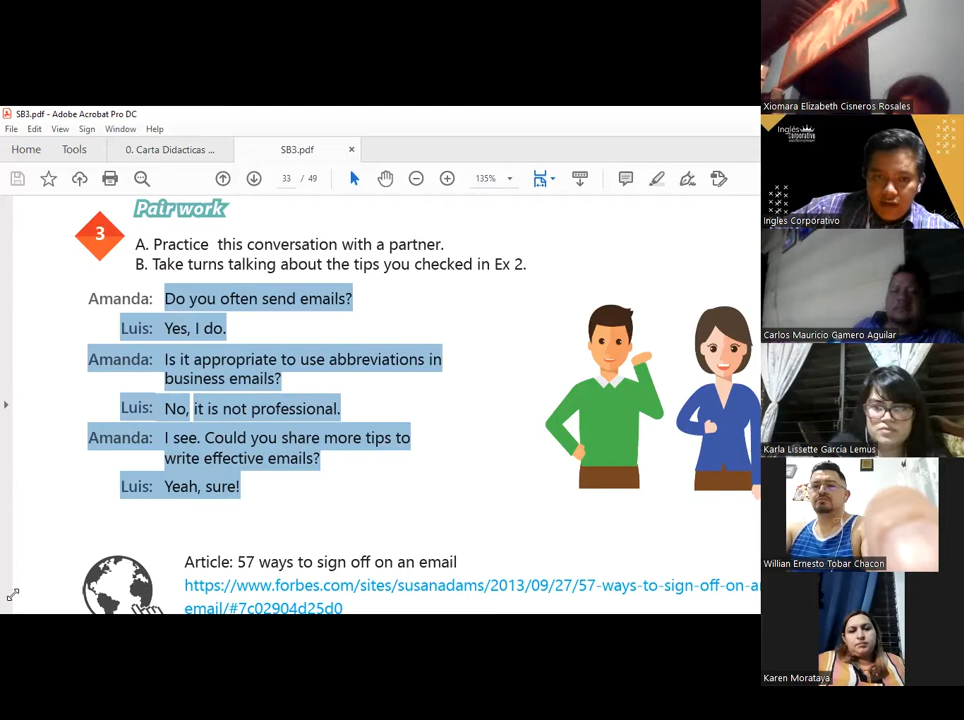 SB3.pdf - Adobe Acrobat Pro DC
File Edit View Sign Window Help
Home Tools 0. Carta Didacticas ... SB3.pdf ×
33 / 49 135%
Pair work
3
A. Practice this conversation with a partner.
B. Take turns talking about the tips you checked in Ex 2.
Amanda: Do you often send emails?
Luis: Yes, I do.
Amanda: Is it appropriate to use abbreviations in
business emails?
Luis: No, it is not professional.
Amanda: I see. Could you share more tips to
write effective emails?
Luis: Yeah, sure!
Article: 57 ways to sign off on an email
https://www.forbes.com/sites/susanadams/2013/09/27/57-ways-to-sign-off-on-a
email/#7c02904d25d0
Xiomara Elizabeth Cisneros Rosales
Inglés
Corporativo
Ingles Corporativo
Carlos Mauricio Gamero Aguilar
Karla Lissette Garcia Lemus
Willian Ernesto Tobar Chacon
Karen Morataya